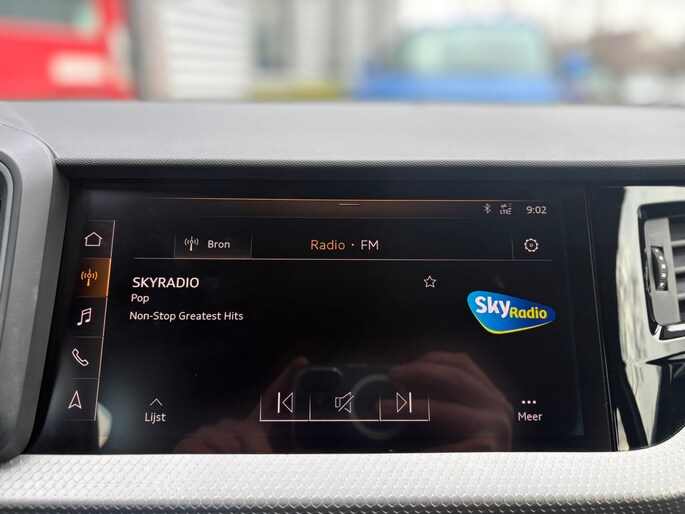 LTE 9:02
Bron Radio · FM
SKYRADIO
Pop
Non-Stop Greatest Hits
Sky Radio
Lijst
Meer